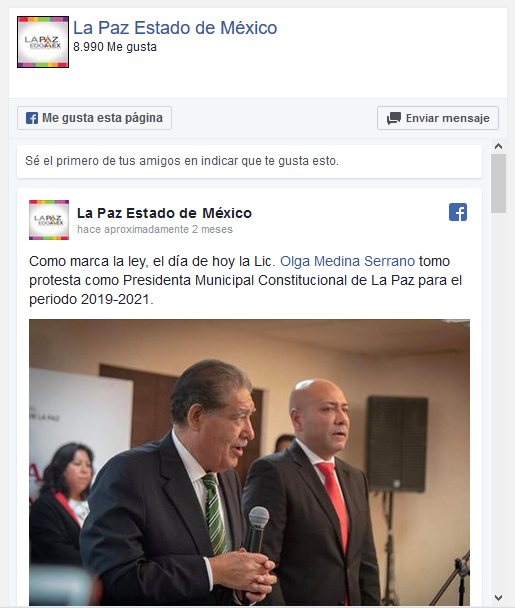 LA PAZ
EDOMÉX
La Paz Estado de México
8.990 Me gusta
Me gusta esta página
Enviar mensaje
Sé el primero de tus amigos en indicar que te gusta esto.
LA PAZ
EDOMÉX
La Paz Estado de México
hace aproximadamente 2 meses
Como marca la ley, el día de hoy la Lic. Olga Medina Serrano tomo
protesta como Presidenta Municipal Constitucional de La Paz para el
periodo 2019-2021.
DE LA PAZ